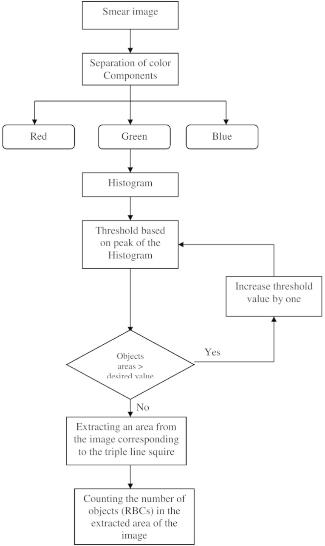 Smear image
Separation of color
Components
Red
Green
Blue
Histogram
Threshold based
on peak of the
Histogram
Increase threshold
value by one
Objects
areas >
desired value
Yes
No
Extracting an area from
the image corresponding
to the triple line squire
Counting the number of
objects (RBCs) in the
extracted area of the
image